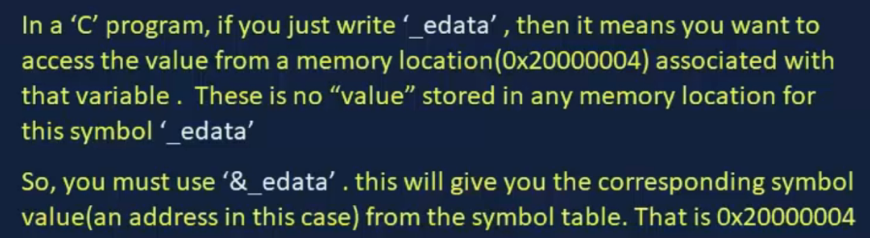 In a ‘C’ program, if you just write ‘_edata’ , then it means you want to
access the value from a memory location(0x20000004) associated with
that variable . These is no “value” stored in any memory location for
this symbol ‘_edata’
So, you must use ‘&_edata’ . this will give you the corresponding symbol
value(an address in this case) from the symbol table. That is 0x20000004